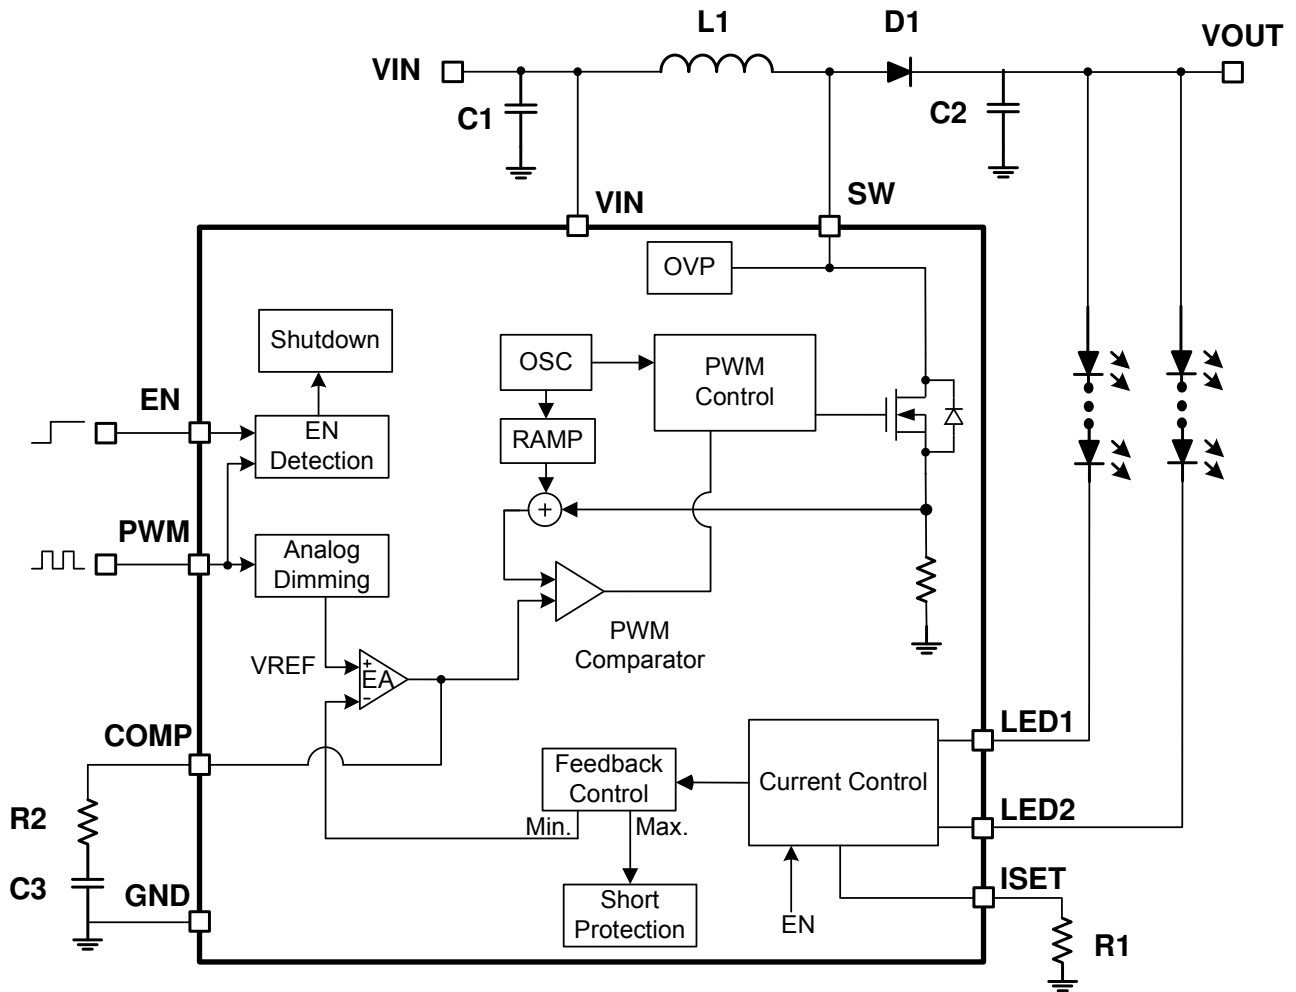 L1
D1
VOUT
VIN
C1
C2
VIN
SW
OVP
Shutdown
OSC
PWM
Control
EN
EN
Detection
RAMP
+
PWM
Analog
Dimming
PWM
Comparator
VREF
+
EA
-
COMP
LED1
Feedback
Control
Current Control
R2
Min.
Max.
LED2
C3
GND
ISET
Short
Protection
EN
R1